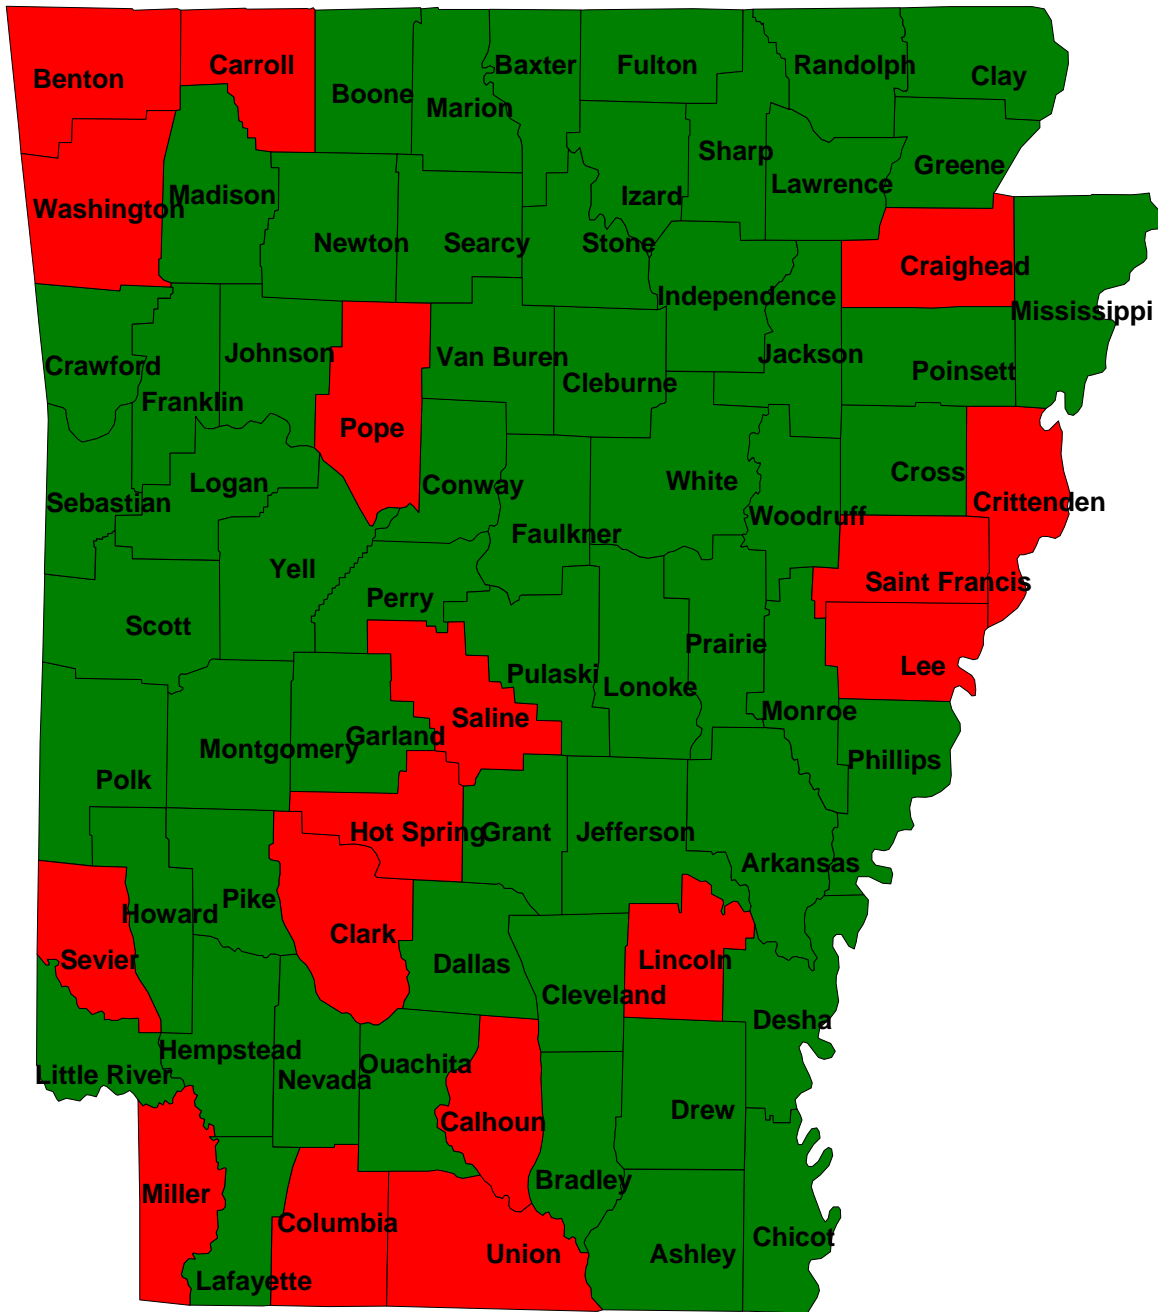 Benton
Carroll
Boone
Marion
Baxter
Fulton
Randolph
Clay
Washington
Madison
Newton
Searcy
Stone
Izard
Sharp
Lawrence
Greene
Craighead
Mississippi
Independence
Crawford
Franklin
Johnson
Pope
Van Buren
Cleburne
Jackson
Poinsett
Sebastian
Logan
Conway
Faulkner
White
Woodruff
Cross
Crittenden
Yell
Perry
Saint Francis
Scott
Pulaski
Lonoke
Prairie
Lee
Polk
Montgomery
Garland
Saline
Monroe
Phillips
Hot Spring
Grant
Jefferson
Arkansas
Howard
Pike
Sevier
Clark
Dallas
Cleveland
Lincoln
Desha
Little River
Hempstead
Nevada
Ouachita
Calhoun
Drew
Miller
Lafayette
Columbia
Union
Bradley
Ashley
Chicot